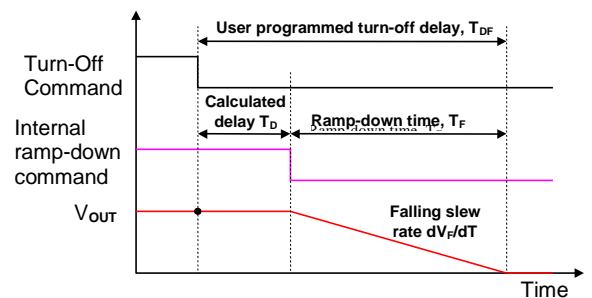 User programmed turn-off delay, TDF
Turn-Off
Command
Calculated
delay TD
Ramp-down time, TF
Internal
ramp-down
command
VOUT
Falling slew
rate dVF/dT
Time